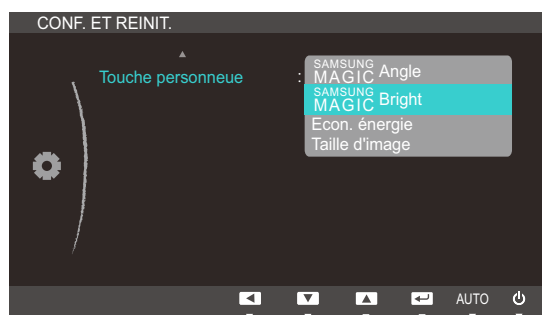 CONF. ET REINIT.
Touche personneue : SAMSUNG MAGIC Angle
SAMSUNG MAGIC Bright
Econ. énergie
Taille d'image
AUTO